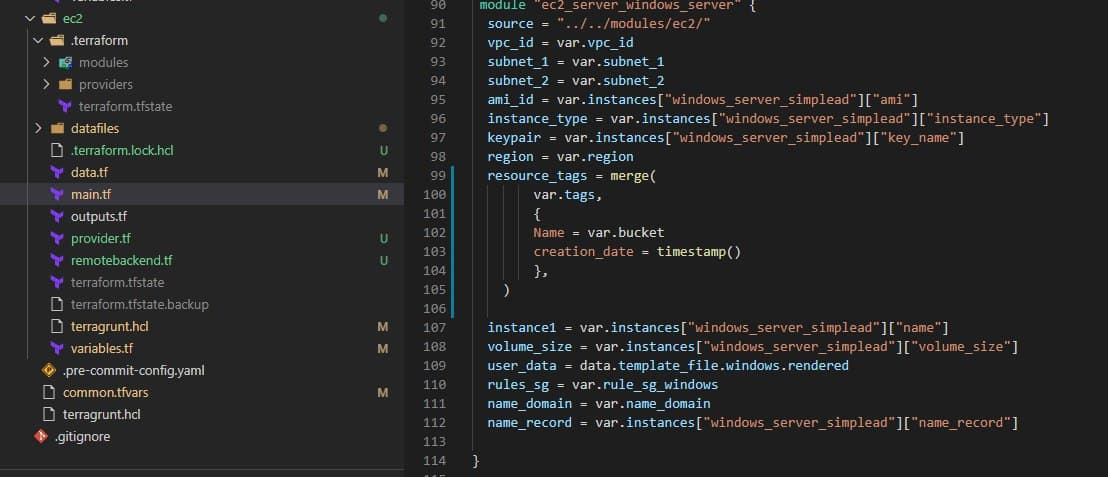 variables.tf
ec2
.terraform
modules
providers
terraform.tfstate
datafiles
.terraform.lock.hcl U
data.tf M
main.tf M
outputs.tf
provider.tf U
remotebackend.tf U
terraform.tfstate
terraform.tfstate.backup
terragrunt.hcl M
variables.tf M
.pre-commit-config.yaml
common.tfvars M
terragrunt.hcl
.gitignore
90 module "ec2_server_windows_server" {
91 source = "../../modules/ec2/"
92 vpc_id = var.vpc_id
93 subnet_1 = var.subnet_1
94 subnet_2 = var.subnet_2
95 ami_id = var.instances["windows_server_simplead"]["ami"]
96 instance_type = var.instances["windows_server_simplead"]["instance_type"]
97 keypair = var.instances["windows_server_simplead"]["key_name"]
98 region = var.region
99 resource_tags = merge(
100 var.tags,
101 {
102 Name = var.bucket
103 creation_date = timestamp()
104 },
105 )
106
107 instance1 = var.instances["windows_server_simplead"]["name"]
108 volume_size = var.instances["windows_server_simplead"]["volume_size"]
109 user_data = data.template_file.windows.rendered
110 rules_sg = var.rule_sg_windows
111 name_domain = var.name_domain
112 name_record = var.instances["windows_server_simplead"]["name_record"]
113
114 }